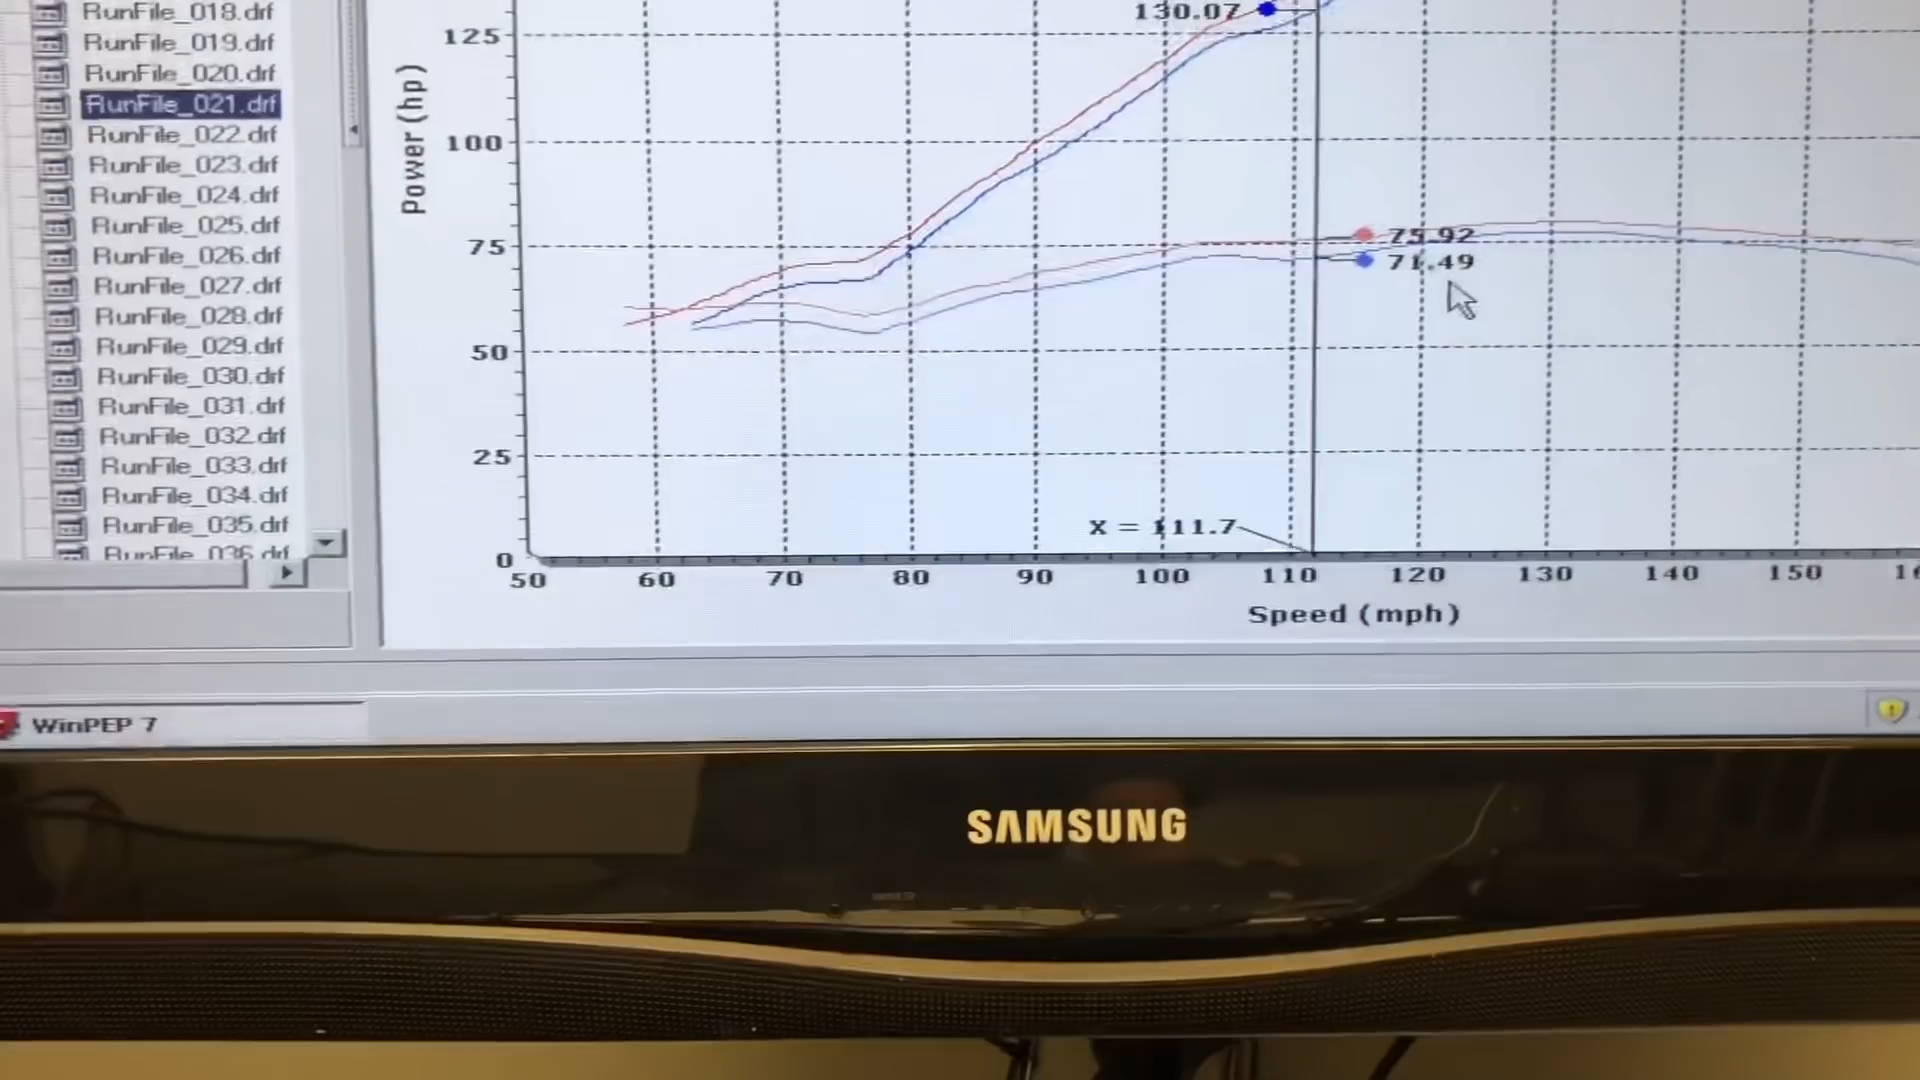 RunFile_018.drf
RunFile_019.drf
RunFile_020.drf
RunFile_021.drf
RunFile_022.drf
RunFile_023.drf
RunFile_024.drf
RunFile_025.drf
RunFile_026.drf
RunFile_027.drf
RunFile_028.drf
RunFile_029.drf
RunFile_030.drf
RunFile_031.drf
RunFile_032.drf
RunFile_033.drf
RunFile_034.drf
RunFile_035.drf
RunFile_036.drf
Power (hp)
130.07
125
100
75
50
25
0
75.92
71.49
X = 111.7
50 60 70 80 90 100 110 120 130 140 150
Speed (mph)
WinPEP 7
SAMSUNG